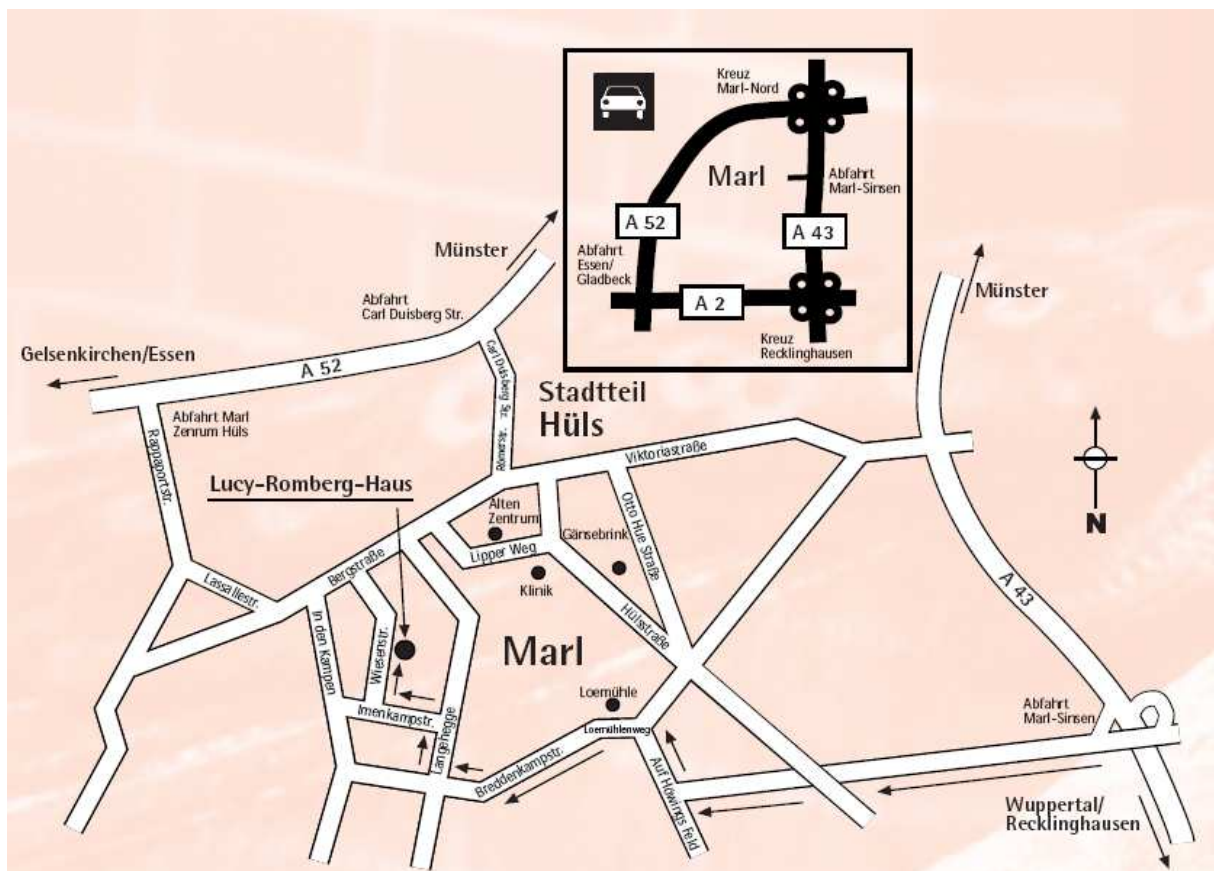 Kreuz
Marl-Nord
Marl
Abfahrt
Marl-Sinsen
A 52
A 43
Abfahrt
Essen/
Gladbeck
A 2
Kreuz
Recklinghausen
Münster
Abfahrt
Carl Duisberg Str.
Gelsenkirchen/Essen
A 52
Münster
Carl Duisberg Str.
Römerstr.
Stadtteil
Hüls
Abfahrt Marl
Zenrum Hüls
Rappaportstr.
Viktoriastraße
Lucy-Romberg-Haus
Alten
Zentrum
Otto Hue Straße
Gänsebrink
N
Bergstraße
Lipper Weg
Klinik
Lassallestr.
A 43
In den Kampen
Wiesenstr.
Hülsstraße
Marl
Loemühle
Imenkampstr.
Loemühlenweg
Langehegge
Breddenkampstr.
Auf Höwings Feld
Abfahrt
Marl-Sinsen
Wuppertal/
Recklinghausen